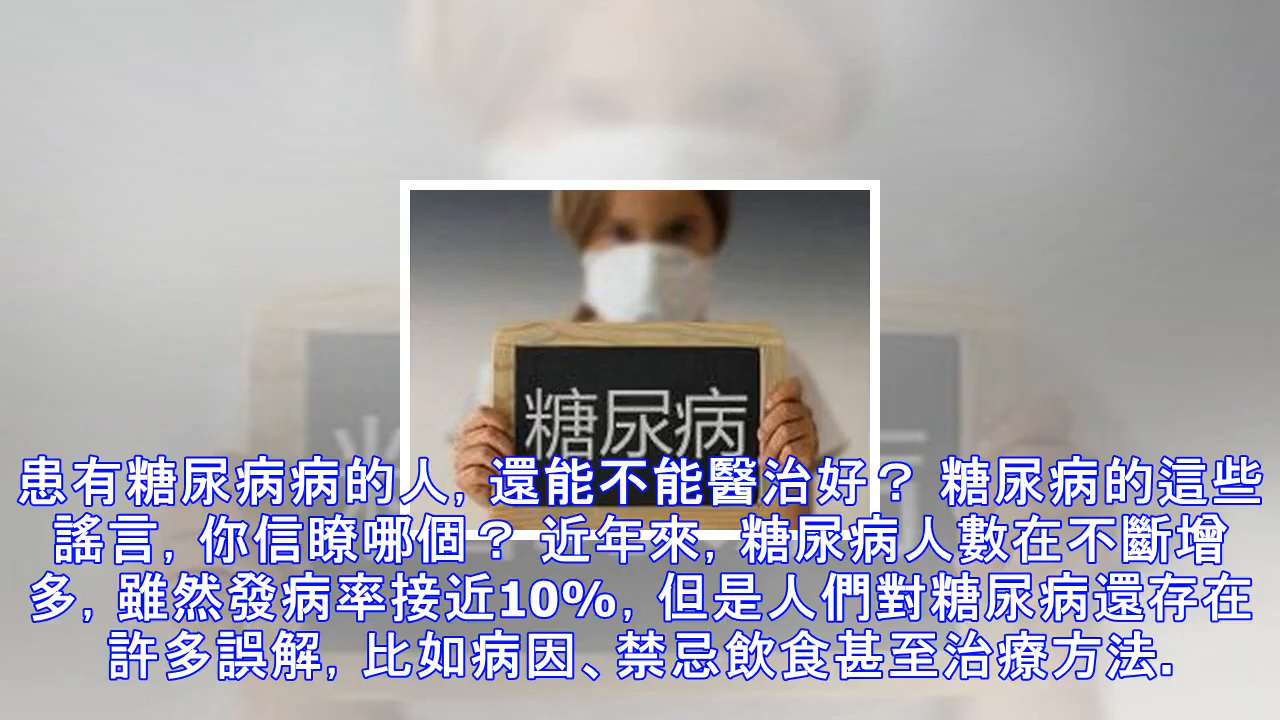 糖尿病
患有糖尿病病的人, 還能不能醫治好？ 糖尿病的這些
謠言, 你信瞭哪個？ 近年來, 糖尿病人數在不斷增
多, 雖然發病率接近10%, 但是人們對糖尿病還存在
許多誤解, 比如病因、禁忌飲食甚至治療方法.